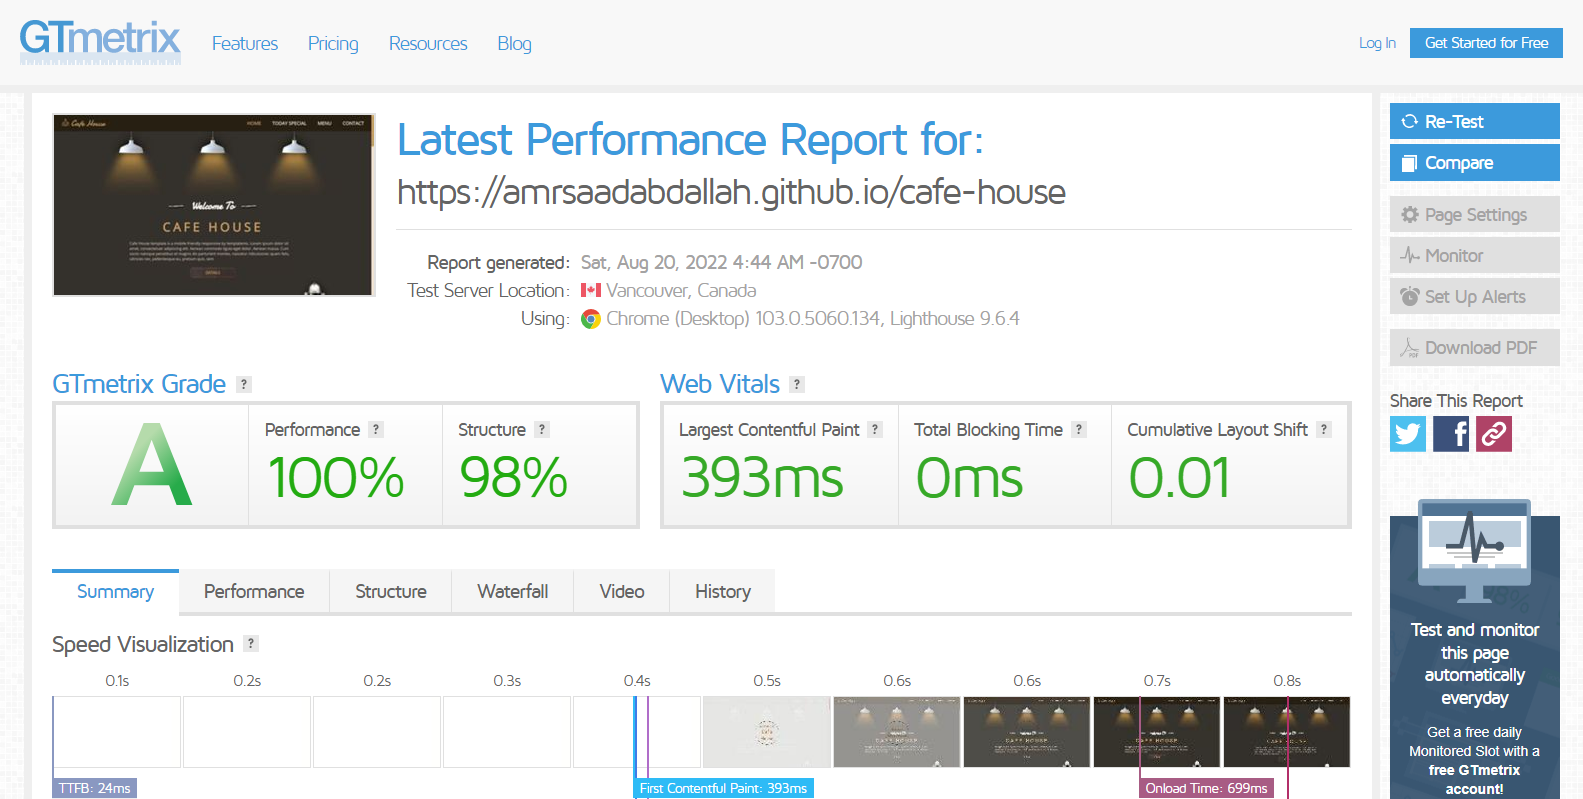 GTmetrix
Features
Pricing
Resources
Blog
Log In
Get Started for Free
Cafe House
HOME
TODAY SPECIAL
MENU
CONTACT
Welcome To
CAFE HOUSE
DETAILS
Latest Performance Report for:
https://amrsaadabdallah.github.io/cafe-house
Report generated: Sat, Aug 20, 2022 4:44 AM -0700
Test Server Location: Vancouver, Canada
Using: Chrome (Desktop) 103.0.5060.134, Lighthouse 9.6.4
Re-Test
Compare
Page Settings
Monitor
Set Up Alerts
Download PDF
Share This Report
GTmetrix Grade ?
A
Performance ?
100%
Structure ?
98%
Web Vitals ?
Largest Contentful Paint ?
393ms
Total Blocking Time ?
0ms
Cumulative Layout Shift ?
0.01
Summary
Performance
Structure
Waterfall
Video
History
Speed Visualization ?
0.1s
0.2s
0.2s
0.3s
0.4s
0.5s
0.6s
0.6s
0.7s
0.8s
TTFB: 24ms
First Contentful Paint: 393ms
Onload Time: 699ms
98%
Test and monitor
this page
automatically
everyday
Get a free daily
Monitored Slot with a
free GTmetrix
account!